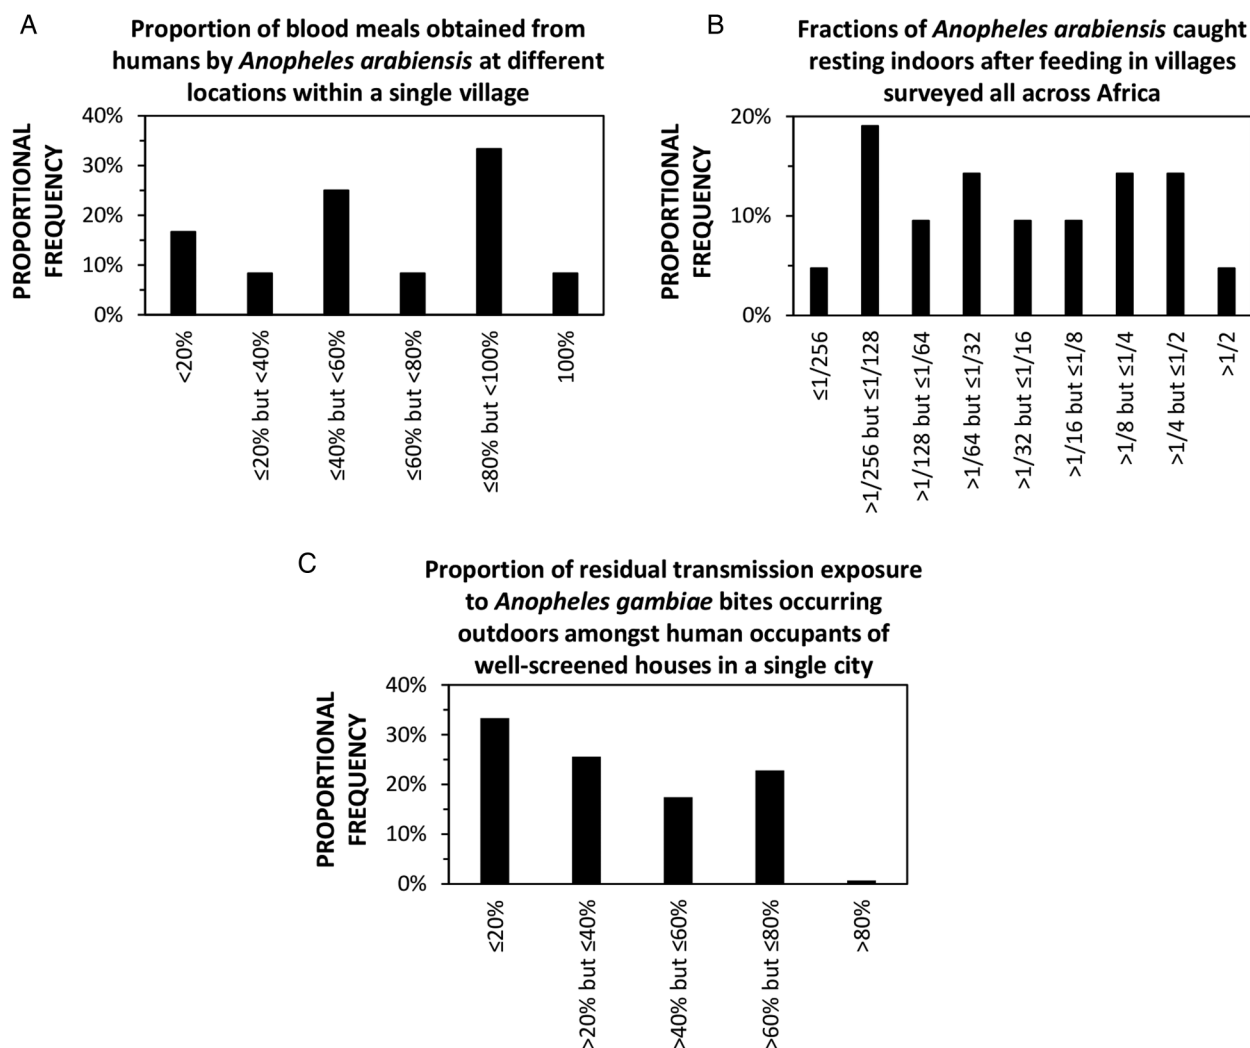 A
Proportion of blood meals obtained from
humans by Anopheles arabiensis at different
locations within a single village
PROPORTIONAL
FREQUENCY
40%
30%
20%
10%
0%
<20%
≤20% but <40%
≤40% but <60%
≤60% but <80%
≤80% but <100%
100%
B
Fractions of Anopheles arabiensis caught
resting indoors after feeding in villages
surveyed all across Africa
PROPORTIONAL
FREQUENCY
20%
10%
0%
≤1/256
>1/256 but ≤1/128
>1/128 but ≤1/64
>1/64 but ≤1/32
>1/32 but ≤1/16
>1/16 but ≤1/8
>1/8 but ≤1/4
>1/4 but ≤1/2
>1/2
C
Proportion of residual transmission exposure
to Anopheles gambiae bites occurring
outdoors amongst human occupants of
well-screened houses in a single city
PROPORTIONAL
FREQUENCY
40%
30%
20%
10%
0%
≤20%
>20% but ≤40%
>40% but ≤60%
>60% but ≤80%
>80%